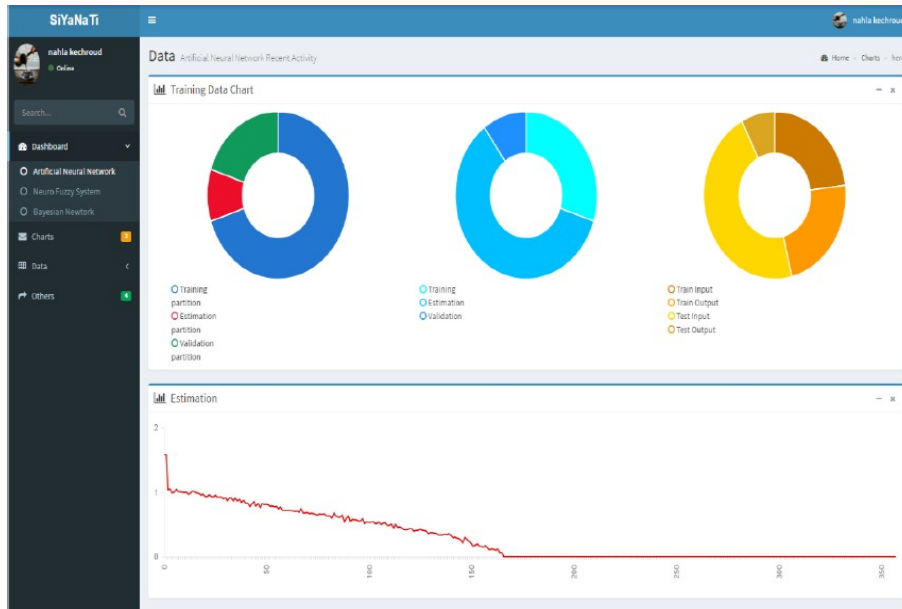 SiYaNaTi
nahla kechroud
nahla kechroud
Online
Search...
Dashboard
Artificial Neural Network
Neuro Fuzzy System
Bayesian Newtork
Charts
Data
Others
4
Data Artificial Neural Network Recent Activity
Home - Charts - her
Training Data Chart
Training
partition
Estimation
partition
Validation
partition
Training
Estimation
Validation
Train Input
Train Output
Test Input
Test Output
Estimation
2
1
0
0
50
100
150
200
250
300
350